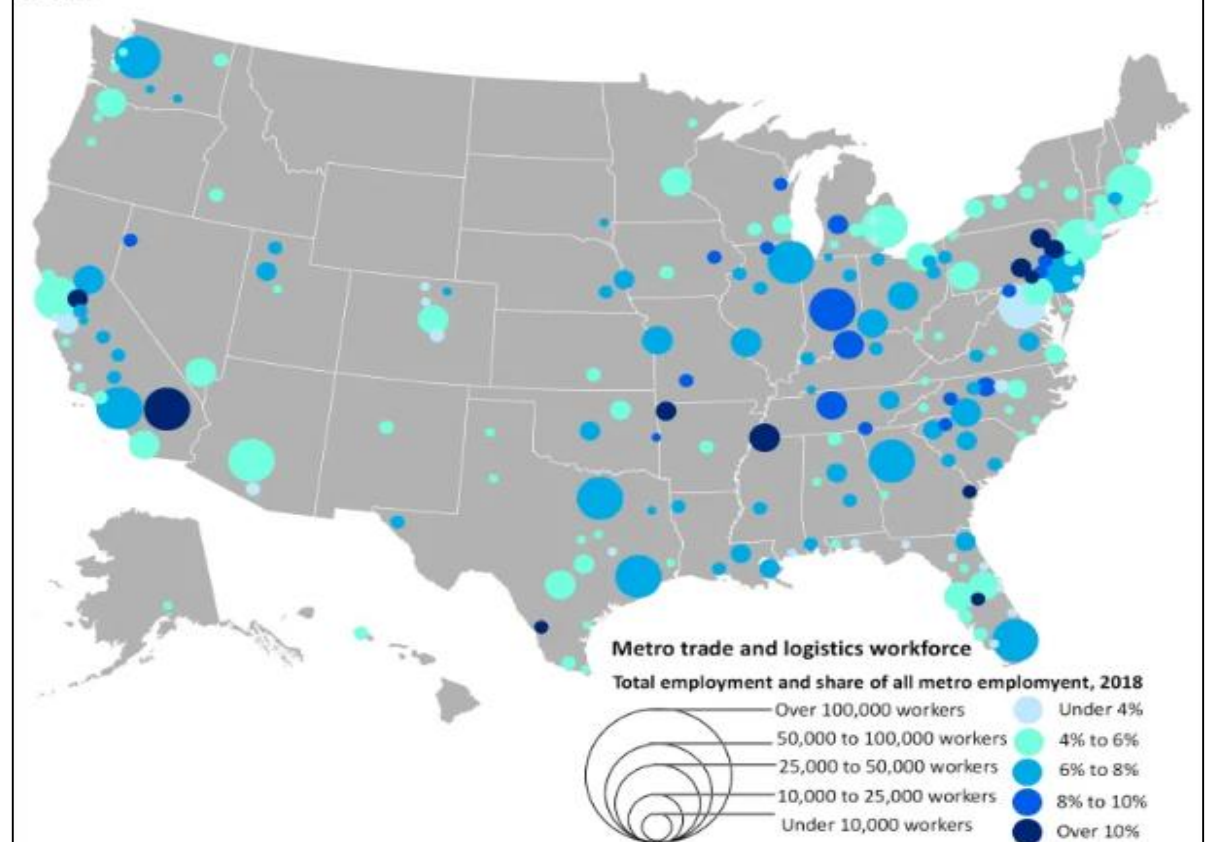 Metro trade and logistics workforce
Total employment and share of all metro emplomyent, 2018
Over 100,000 workers
50,000 to 100,000 workers
25,000 to 50,000 workers
10,000 to 25,000 workers
Under 10,000 workers
Under 4%
4% to 6%
6% to 8%
8% to 10%
Over 10%